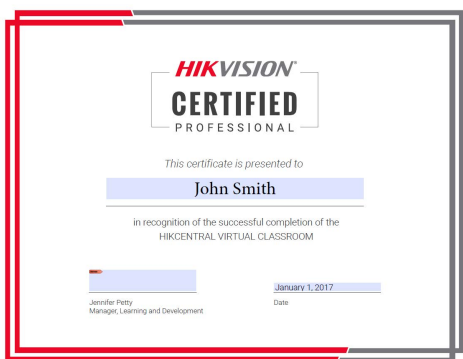 HIKVISION
CERTIFIED
PROFESSIONAL
This certificate is presented to
John Smith
in recognition of the successful completion of the
HIKCENTRAL VIRTUAL CLASSROOM
January 1, 2017
Jennifer Petty
Date
Manager, Learning and Development